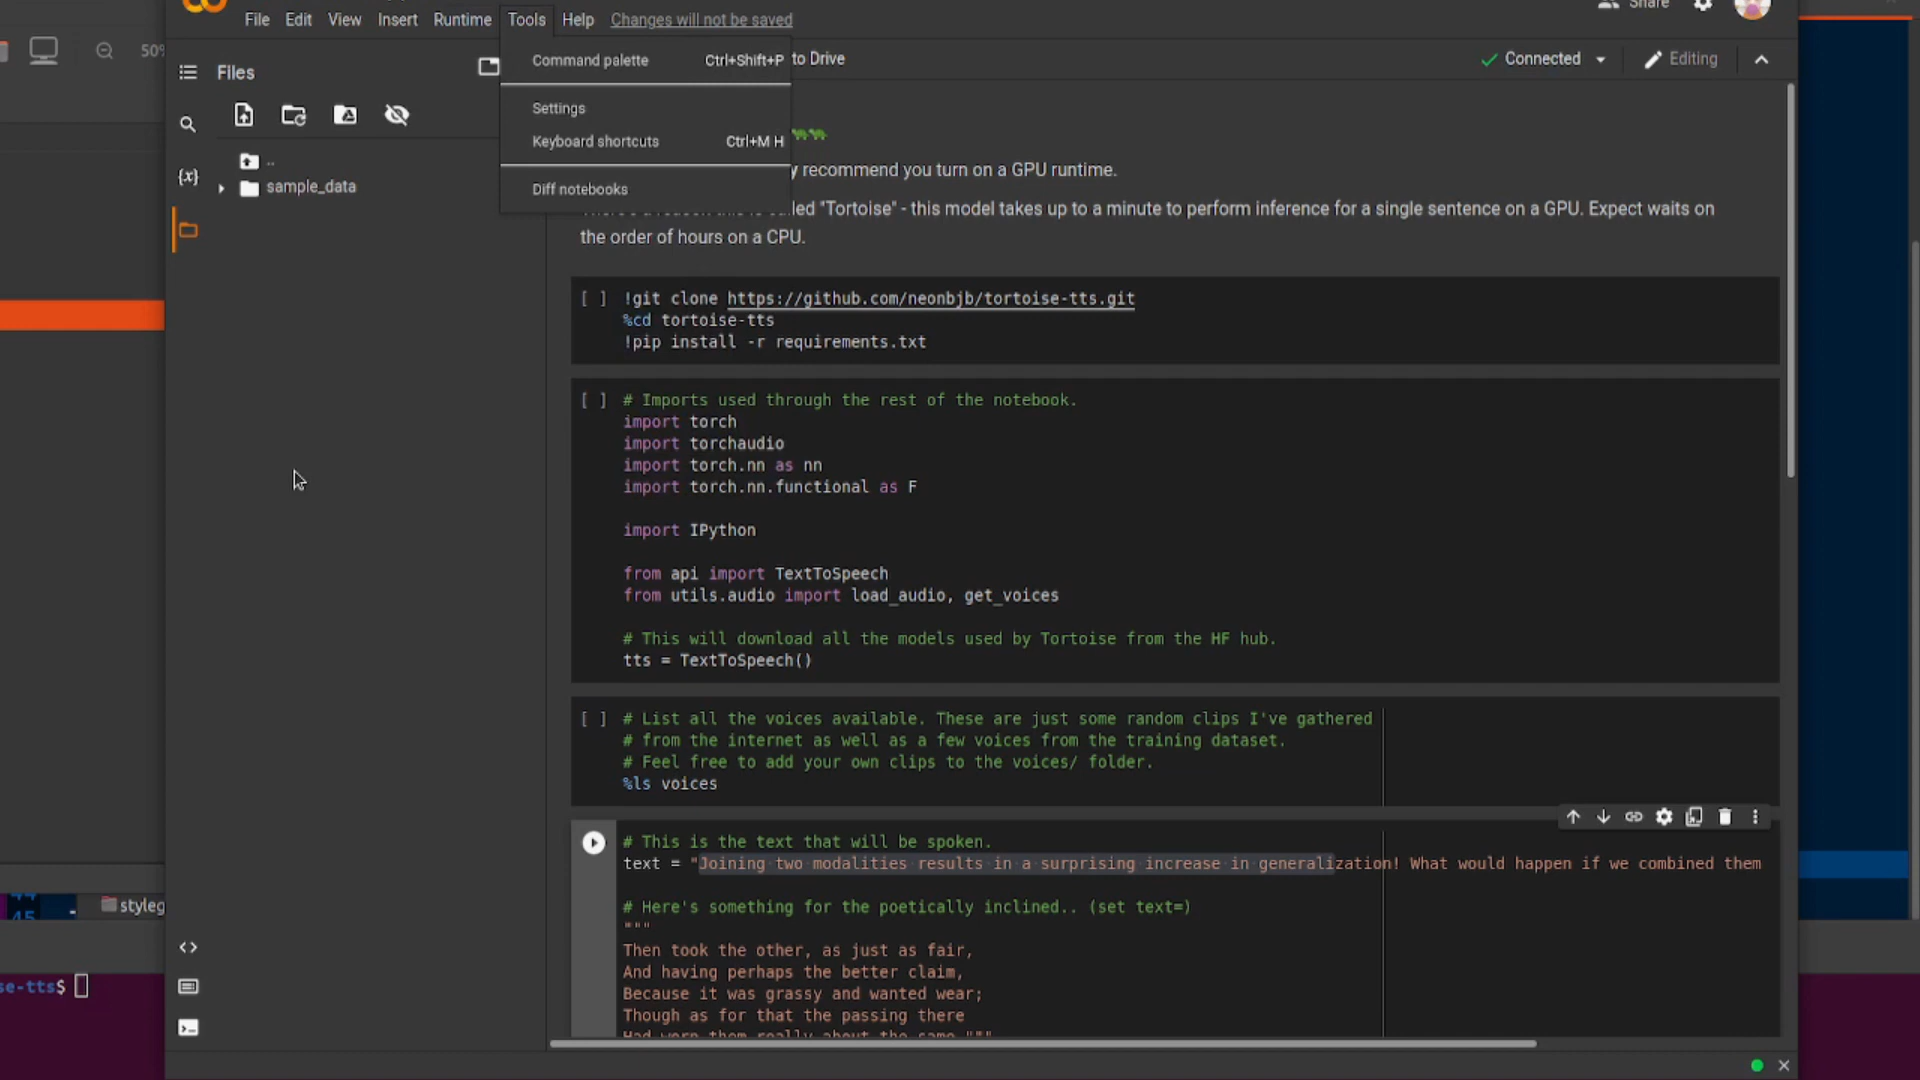 File Edit View Insert Runtime Tools Help Changes will not be saved
Share
50%
Files
Command palette Ctrl+Shift+P
to Drive
Connected
Editing
Settings
Keyboard shortcuts Ctrl+M H
Diff notebooks
..
sample_data
{x}
recommend you turn on a GPU runtime.
"Tortoise" - this model takes up to a minute to perform inference for a single sentence on a GPU. Expect waits on
the order of hours on a CPU.
[ ] !git clone https://github.com/neonbjb/tortoise-tts.git
%cd tortoise-tts
!pip install -r requirements.txt
[ ] # Imports used through the rest of the notebook.
import torch
import torchaudio
import torch.nn as nn
import torch.nn.functional as F
import IPython
from api import TextToSpeech
from utils.audio import load_audio, get_voices
# This will download all the models used by Tortoise from the HF hub.
tts = TextToSpeech()
[ ] # List all the voices available. These are just some random clips I've gathered
# from the internet as well as a few voices from the training dataset.
# Feel free to add your own clips to the voices/ folder.
%ls voices
# This is the text that will be spoken.
text = "Joining two modalities results in a surprising increase in generalization! What would happen if we combined them
# Here's something for the poetically inclined.. (set text=)
"""
Then took the other, as just as fair,
And having perhaps the better claim,
Because it was grassy and wanted wear;
Though as for that the passing there
Had worn them really about the same,"""
45
styleg
se-tts$